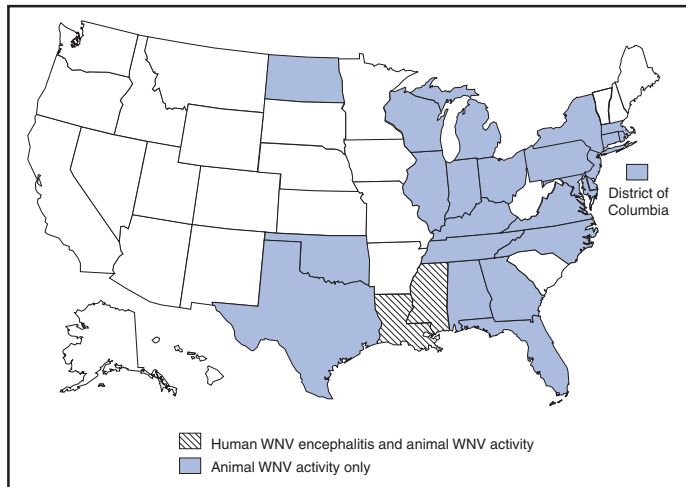 District of
Columbia
Human WNV encephalitis and animal WNV activity
Animal WNV activity only